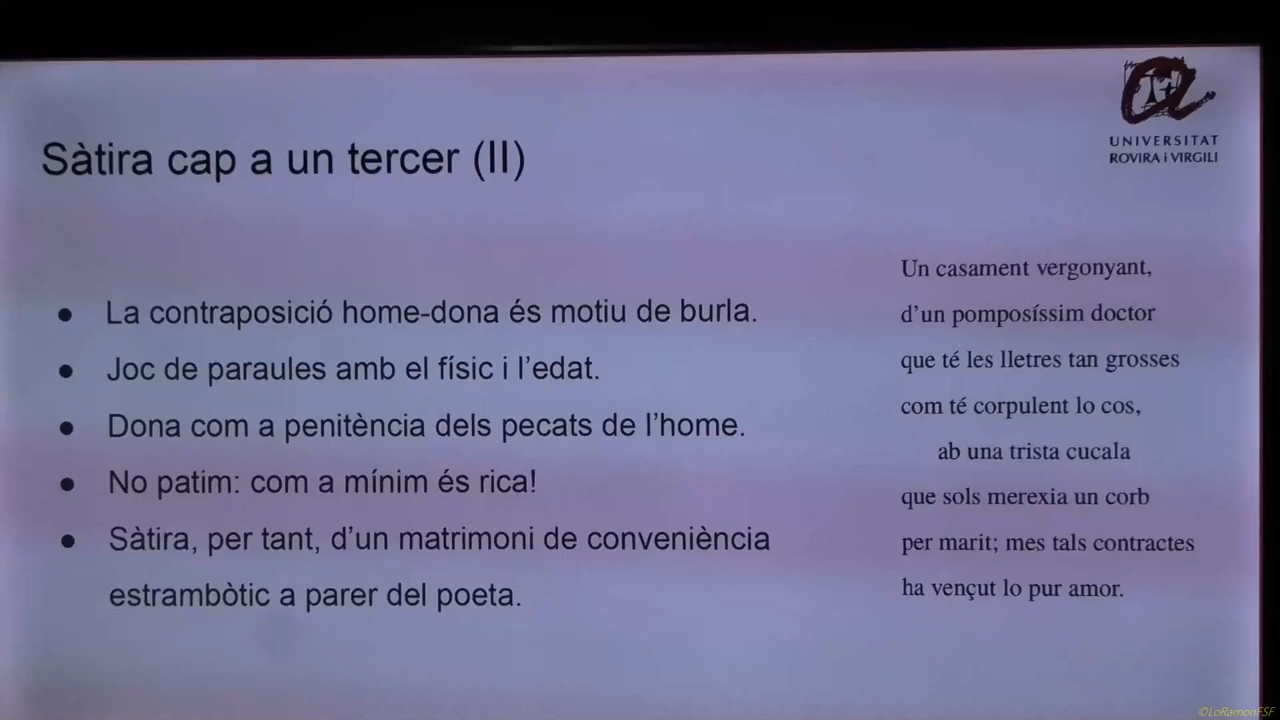 UNIVERSITAT
ROVIRA i VIRGILI
Sàtira cap a un tercer (II)
● La contraposició home-dona és motiu de burla.
● Joc de paraules amb el físic i l'edat.
● Dona com a penitència dels pecats de l'home.
● No patim: com a mínim és rica!
● Sàtira, per tant, d'un matrimoni de conveniència
estrambòtic a parer del poeta.
Un casament vergonyant,
d'un pomposíssim doctor
que té les lletres tan grosses
com té corpulent lo cos,
ab una trista cucala
que sols merexia un corb
per marit; mes tals contractes
ha vençut lo pur amor.
©LoRamonFSF